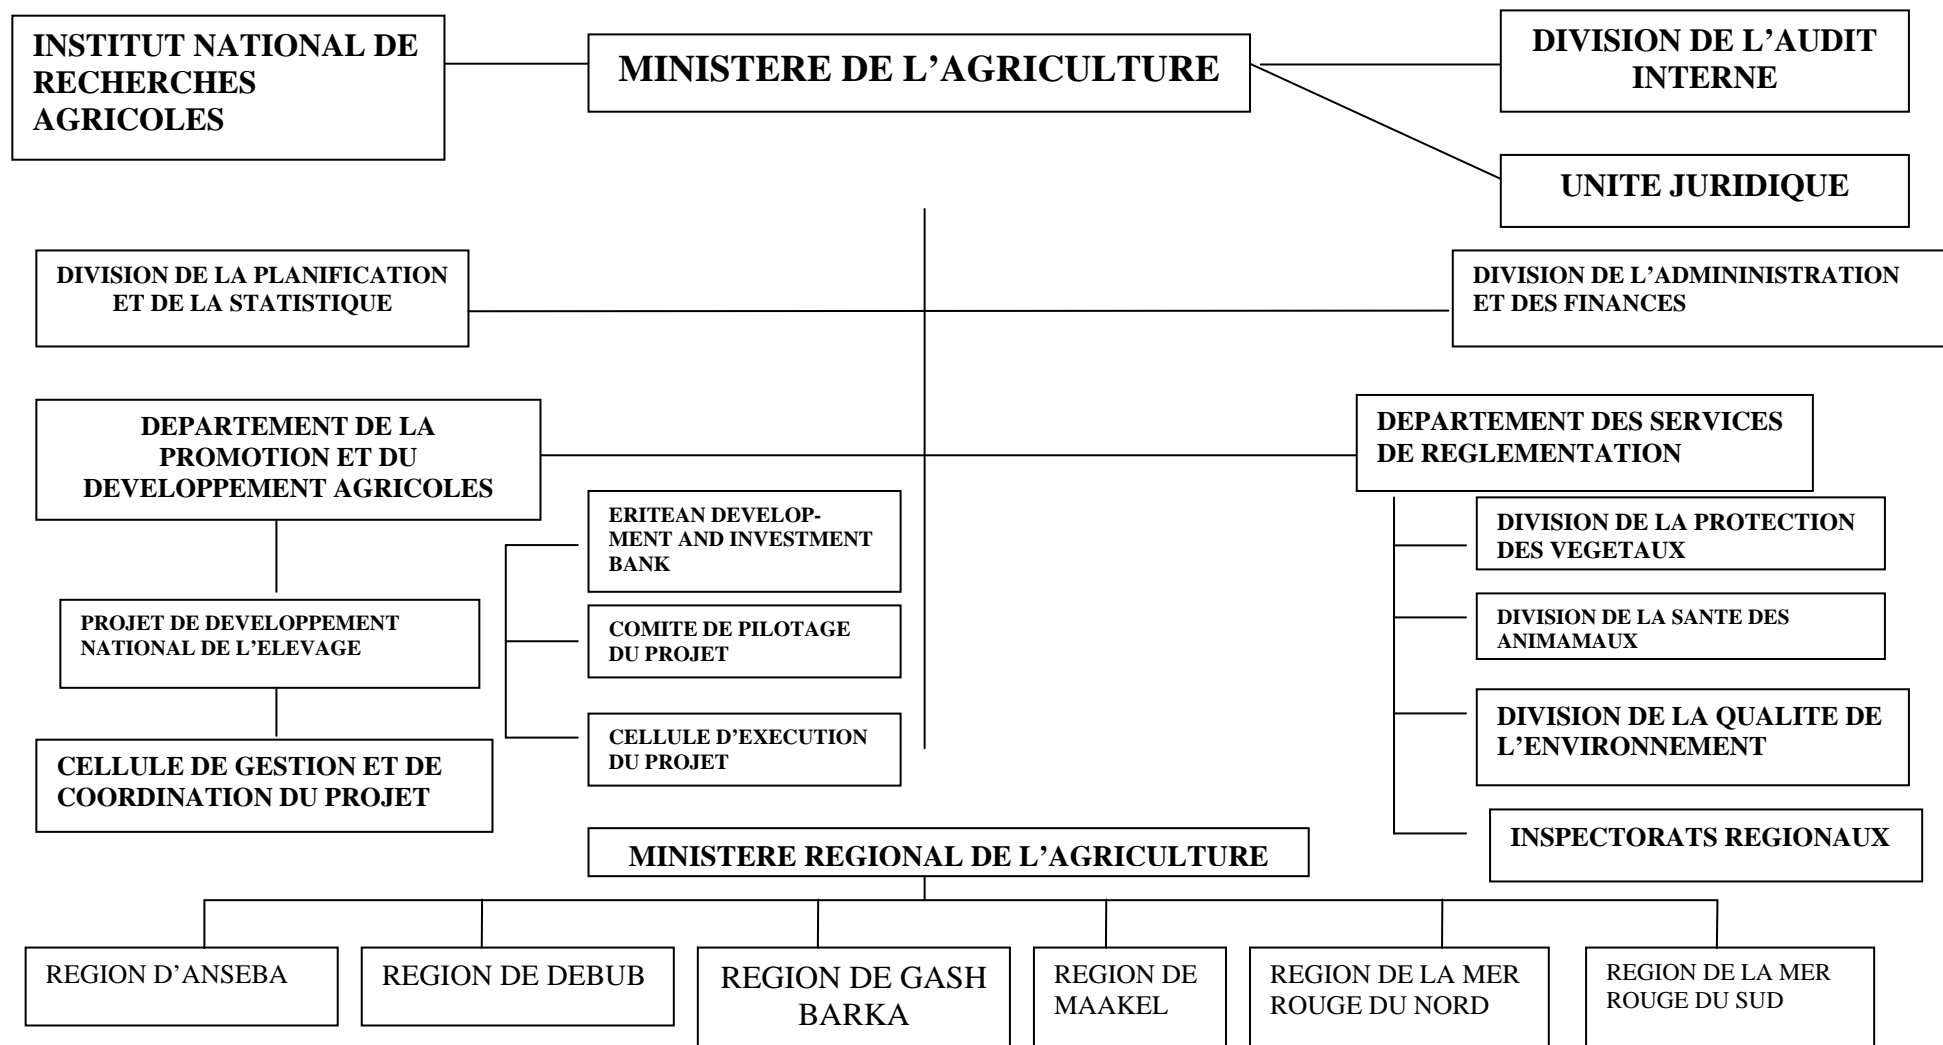 INSTITUT NATIONAL DE
RECHERCHES
AGRICOLES
MINISTERE DE L'AGRICULTURE
DIVISION DE L'AUDIT
INTERNE
UNITE JURIDIQUE
DIVISION DE LA PLANIFICATION
ET DE LA STATISTIQUE
DIVISION DE L'ADMININISTRATION
ET DES FINANCES
DEPARTEMENT DE LA
PROMOTION ET DU
DEVELOPPEMENT AGRICOLES
DEPARTEMENT DES SERVICES
DE REGLEMENTATION
PROJET DE DEVELOPPEMENT
NATIONAL DE L'ELEVAGE
CELLULE DE GESTION ET DE
COORDINATION DU PROJET
ERITEAN DEVELOP-
MENT AND INVESTMENT
BANK
COMITE DE PILOTAGE
DU PROJET
CELLULE D'EXECUTION
DU PROJET
DIVISION DE LA PROTECTION
DES VEGETAUX
DIVISION DE LA SANTE DES
ANIMAMAUX
DIVISION DE LA QUALITE DE
L'ENVIRONNEMENT
INSPECTORATS REGIONAUX
MINISTERE REGIONAL DE L'AGRICULTURE
REGION D'ANSEBA
REGION DE DEBUB
REGION DE GASH
BARKA
REGION DE
MAAKEL
REGION DE LA MER
ROUGE DU NORD
REGION DE LA MER
ROUGE DU SUD